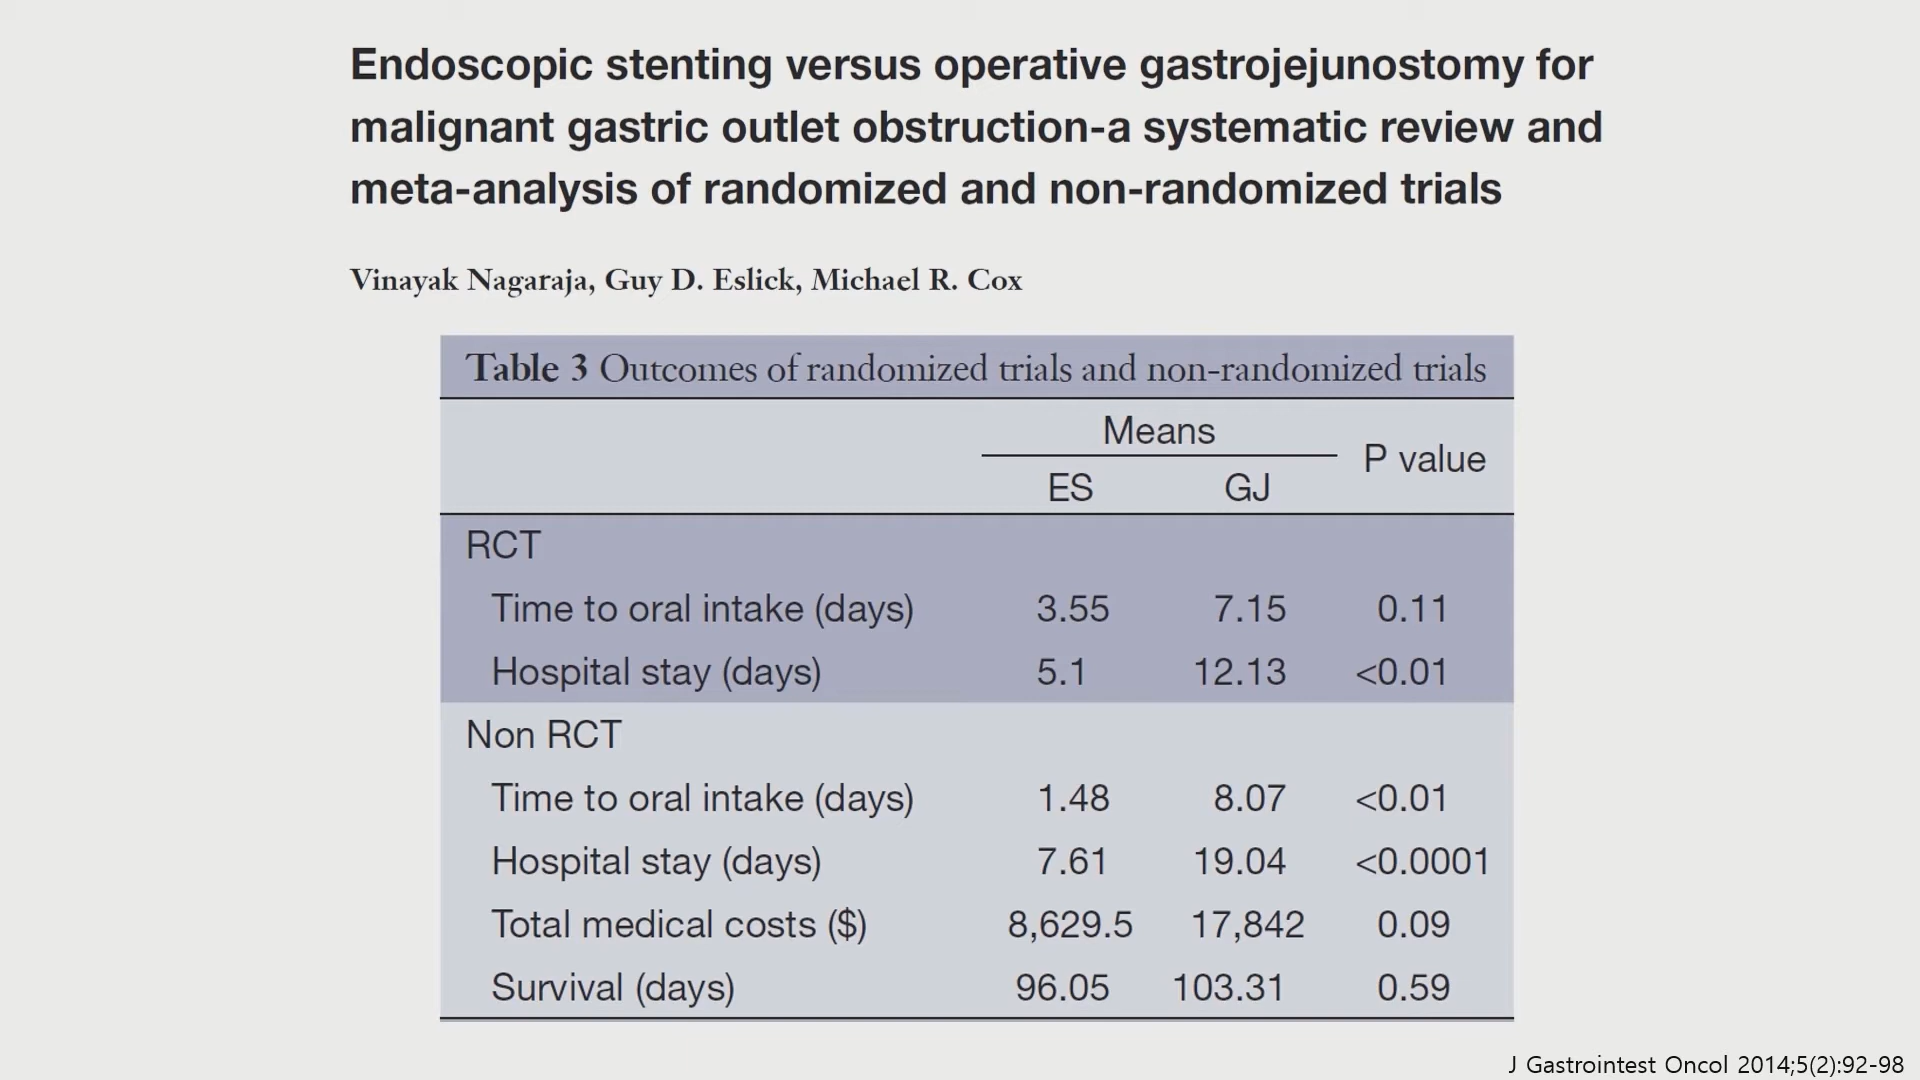 Endoscopic stenting versus operative gastrojejunostomy for
malignant gastric outlet obstruction-a systematic review and
meta-analysis of randomized and non-randomized trials
Vinayak Nagaraja, Guy D. Eslick, Michael R. Cox
Table 3 Outcomes of randomized trials and non-randomized trials
Means
P value
ES GJ
RCT
Time to oral intake (days) 3.55 7.15 0.11
Hospital stay (days) 5.1 12.13 <0.01
Non RCT
Time to oral intake (days) 1.48 8.07 <0.01
Hospital stay (days) 7.61 19.04 <0.0001
Total medical costs ($) 8,629.5 17,842 0.09
Survival (days) 96.05 103.31 0.59
J Gastrointest Oncol 2014;5(2):92-98